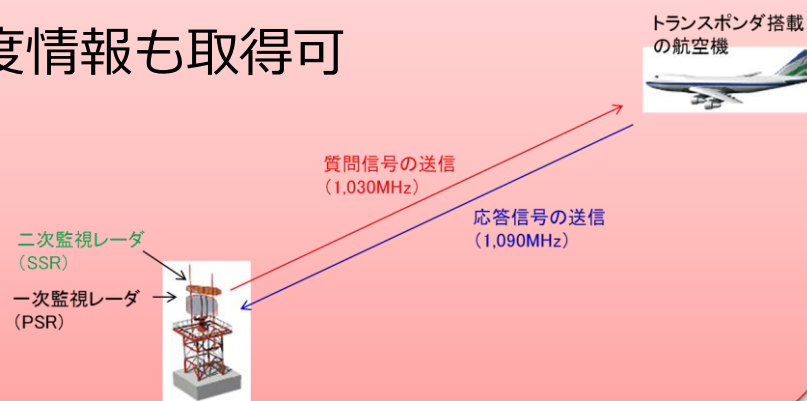 度情報も取得可
トランスポンダ搭載
の航空機
質問信号の送信
(1,030MHz)
応答信号の送信
(1,090MHz)
二次監視レーダ
(SSR)
一次監視レーダ
(PSR)